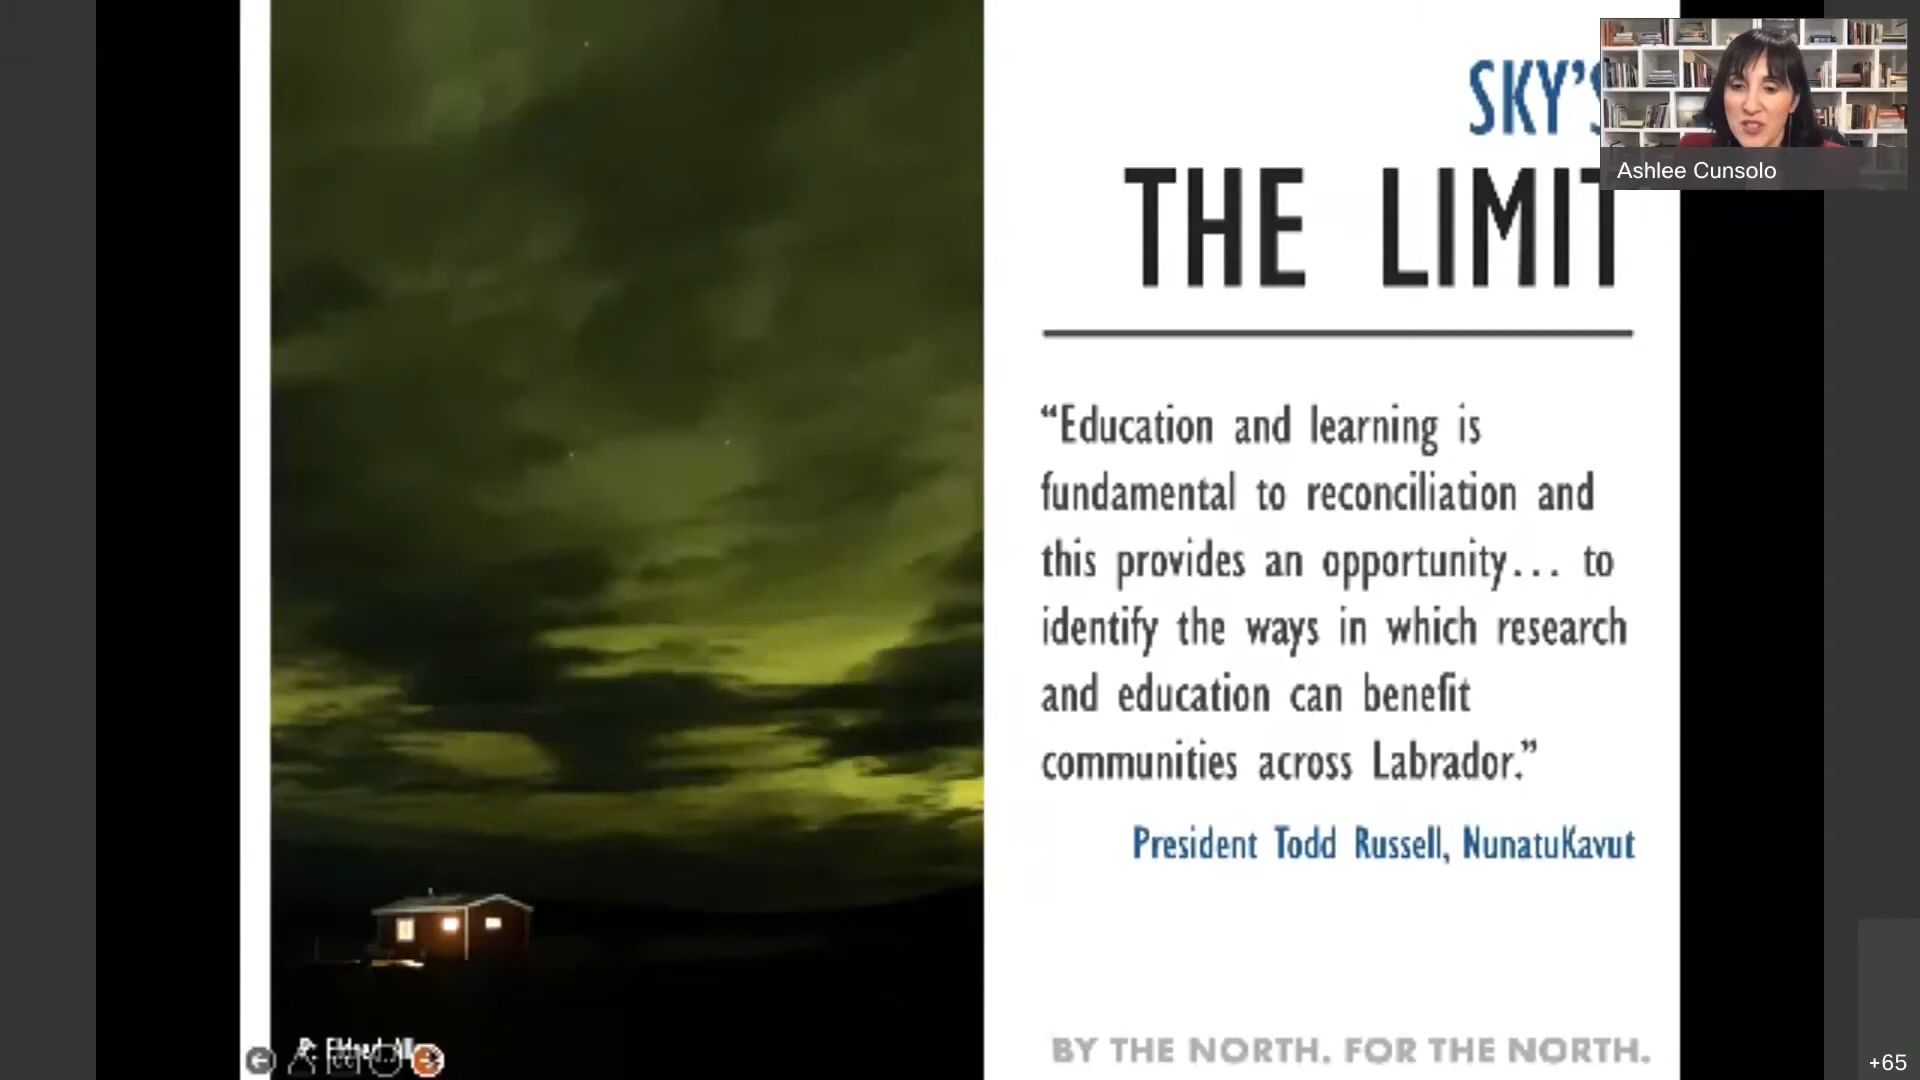 SKY'S
THE LIMIT
“Education and learning is
fundamental to reconciliation and
this provides an opportunity… to
identify the ways in which research
and education can benefit
communities across Labrador.”
President Todd Russell, NunatuKavut
BY THE NORTH. FOR THE NORTH.
Ashlee Cunsolo
+65